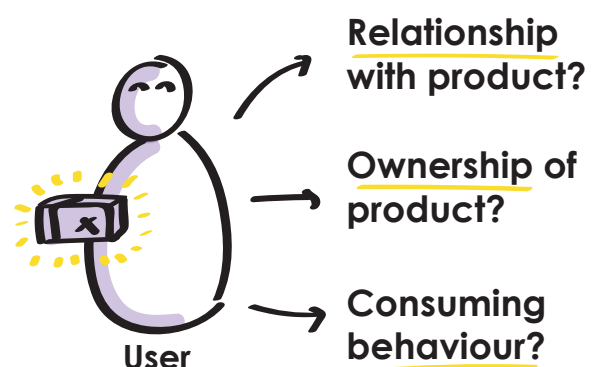 Relationship
with product?
Ownership of
product?
Consuming
behaviour?
User